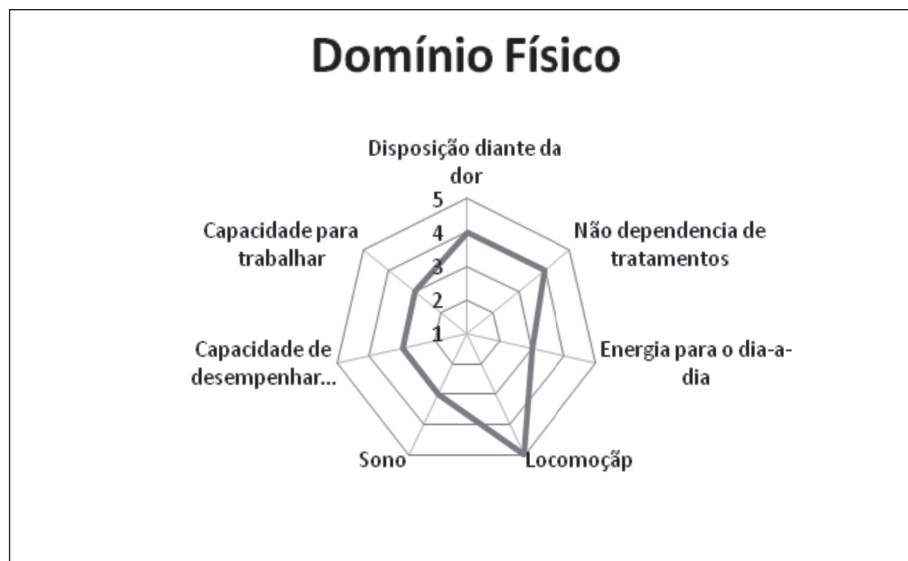 Domínio Físico
Disposição diante da
dor
5
4
3
2
1
Não dependencia de
tratamentos
Energia para o dia-a-
dia
Locomoçãp
Sono
Capacidade de
desempenhar...
Capacidade para
trabalhar